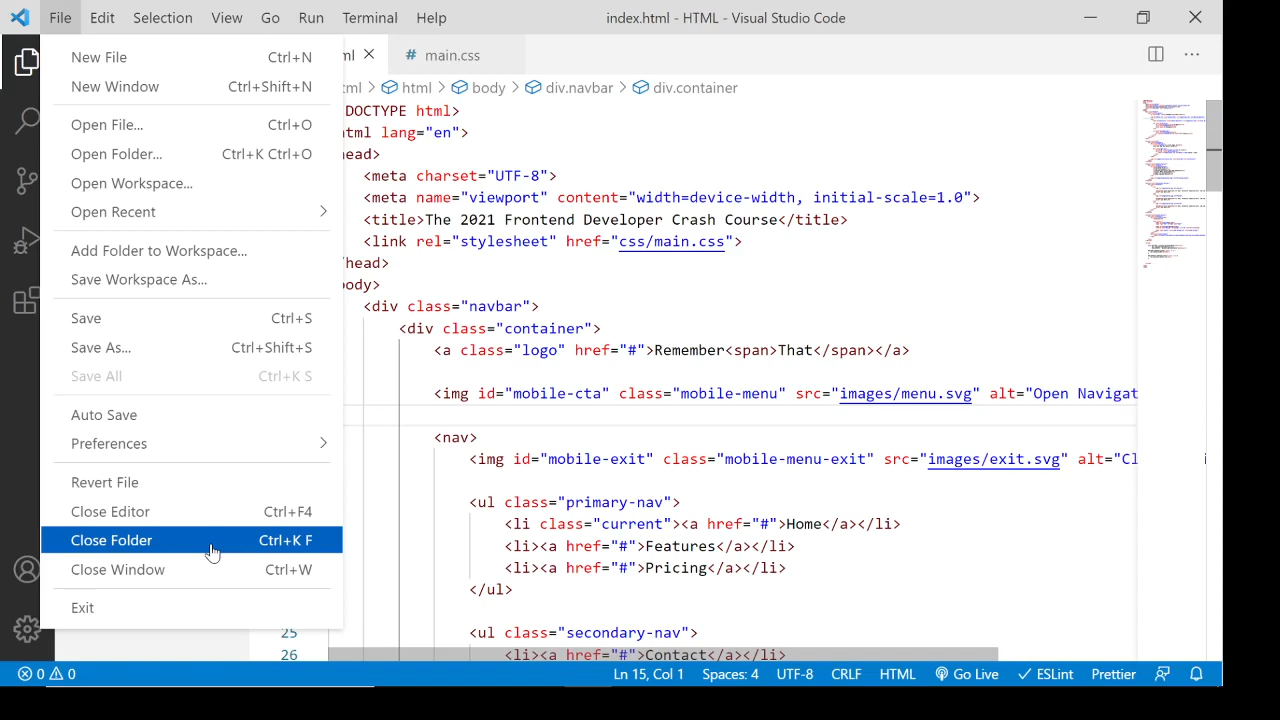 File Edit Selection View Go Run Terminal Help index.html - HTML - Visual Studio Code
ml # main.css
New File Ctrl+N
New Window Ctrl+Shift+N
Open File... Ctrl+O
Open Folder... Ctrl+K Ctrl+O
Open Workspace...
Open Recent
Add Folder to Workspace...
Save Workspace As...
Save Ctrl+S
Save As... Ctrl+Shift+S
Save All Ctrl+K S
Auto Save
Preferences
Revert File
Close Editor Ctrl+F4
Close Folder Ctrl+K F
Close Window Ctrl+W
Exit
tml > html > body > div.navbar > div.container
DOCTYPE html>
html lang="en">
head>
<meta charset="UTF-8">
<meta name="viewport" content="width=device-width, initial-scale=1.0">
<title>The Frontend Developer Crash Course</title>
<link rel="stylesheet" href="css/main.css">
/head>
body>
<div class="navbar">
<div class="container">
<a class="logo" href="#">Remember<span>That</span></a>
<img id="mobile-cta" class="mobile-menu" src="images/menu.svg" alt="Open Navigat
<nav>
<img id="mobile-exit" class="mobile-menu-exit" src="images/exit.svg" alt="Cl
<ul class="primary-nav">
<li class="current"><a href="#">Home</a></li>
<li><a href="#">Features</a></li>
<li><a href="#">Pricing</a></li>
</ul>
25 <ul class="secondary-nav">
26 <li><a href="#">Contact</a></li>
0 0 Ln 15, Col 1 Spaces: 4 UTF-8 CRLF HTML Go Live ESLint Prettier